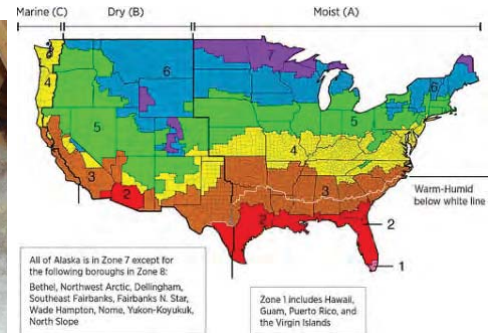 Marine (C) Dry (B) Moist (A)
7
6
6
4
5
5
4
3
3
2
2
Warm-Humid
below white line
2
1
All of Alaska is in Zone 7 except for
the following boroughs in Zone 8:
Bethel, Northwest Arctic, Dellingham,
Southeast Fairbanks, Fairbanks N. Star,
Wade Hampton, Nome, Yukon-Koyukuk,
North Slope
Zone 1 includes Hawaii,
Guam, Puerto Rico, and
the Virgin Islands